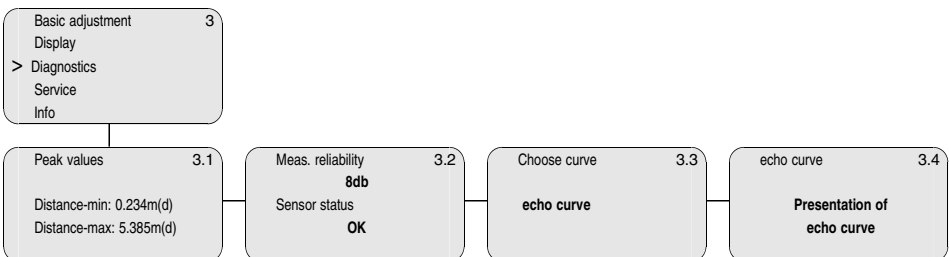 Basic adjustment 3
Display
> Diagnostics
Service
Info
Peak values 3.1
Distance-min: 0.234m(d)
Distance-max: 5.385m(d)
Meas. reliability 3.2
8db
Sensor status
OK
Choose curve 3.3
echo curve
echo curve 3.4
Presentation of
echo curve